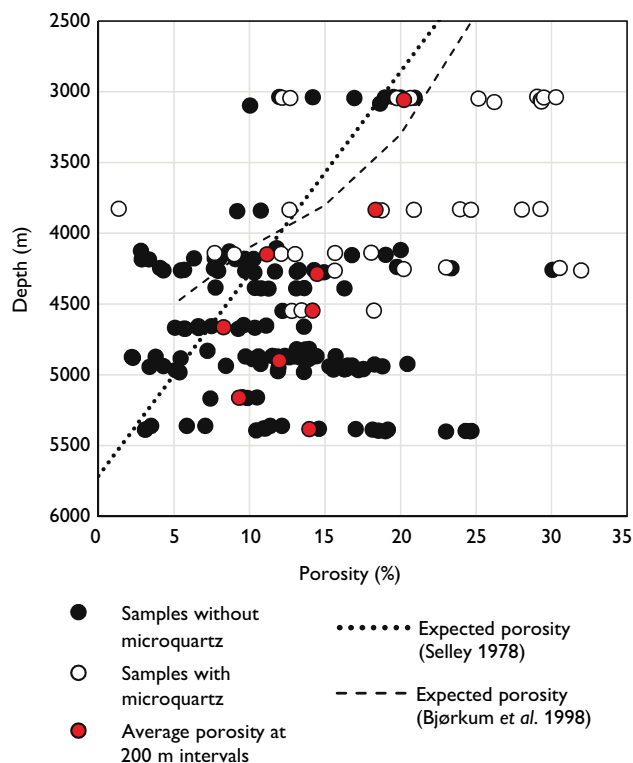 2500
3000
3500
4000
4500
5000
5500
6000
Depth (m)
0 5 10 15 20 25 30 35
Porosity (%)
Samples without
microquartz
Samples with
microquartz
Average porosity at
200 m intervals
Expected porosity
(Selley 1978)
Expected porosity
(Bjørkum et al. 1998)